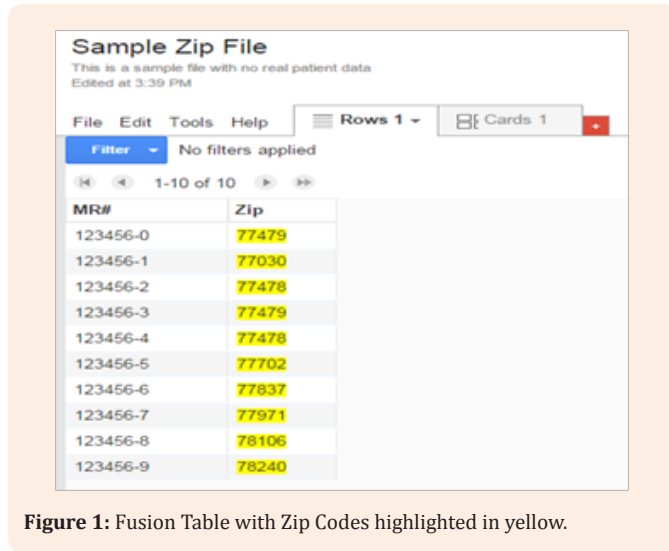 Sample Zip File
This is a sample file with no real patient data
Edited at 3:39 PM
File Edit Tools Help Rows 1 Cards 1 +
Filter No filters applied
1-10 of 10
MR# Zip
123456-0 77479
123456-1 77030
123456-2 77478
123456-3 77479
123456-4 77478
123456-5 77702
123456-6 77837
123456-7 77971
123456-8 78106
123456-9 78240
Figure 1: Fusion Table with Zip Codes highlighted in yellow.